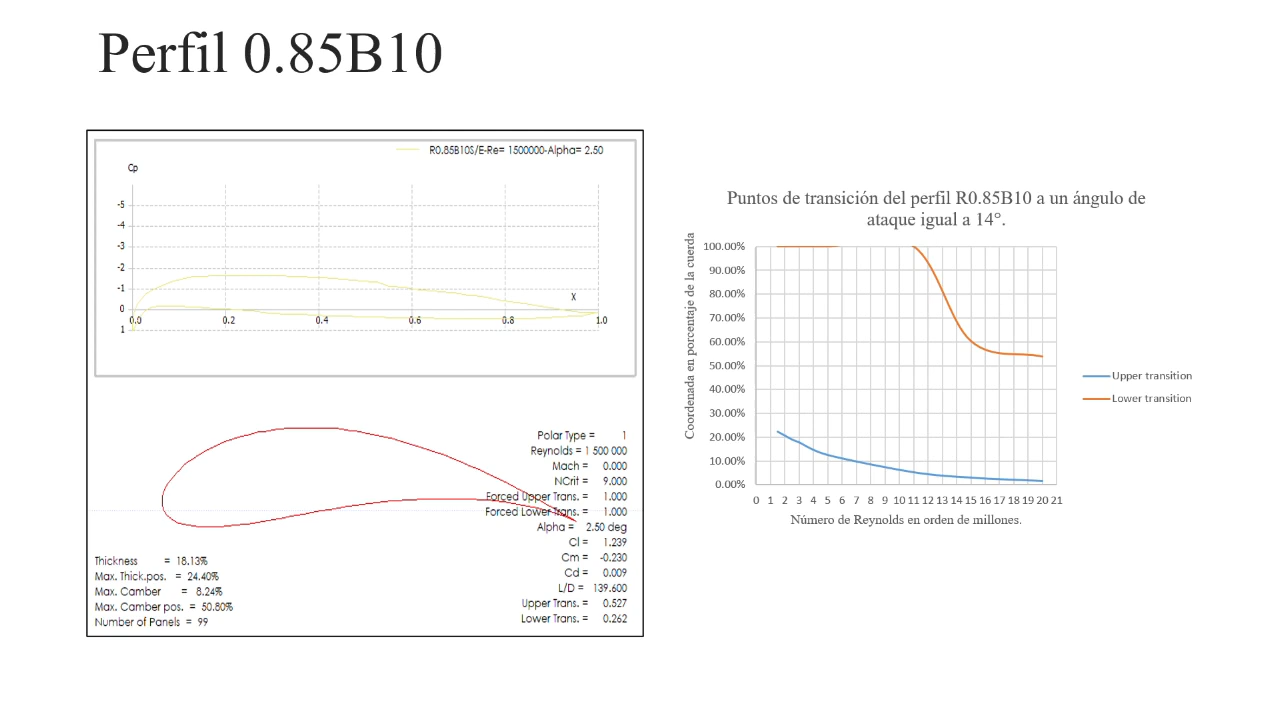 Perfil 0.85B10
R0.85B10S/E-Re= 1500000-Alpha= 2.50
Cp
-5
-4
-3
-2
-1
0
1
X
0.0 0.2 0.4 0.6 0.8 1.0
Polar Type = 1
Reynolds = 1 500 000
Mach = 0.000
NCrit = 9.000
Forced Upper Trans. = 1.000
Forced Lower Trans. = 1.000
Alpha = 2.50 deg
Cl = 1.239
Cm = -0.230
Cd = 0.009
L/D = 139.600
Upper Trans. = 0.527
Lower Trans. = 0.262
Thickness = 18.13%
Max. Thick.pos. = 24.40%
Max. Camber = 8.24%
Max. Camber pos. = 50.80%
Number of Panels = 99
Puntos de transición del perfil R0.85B10 a un ángulo de
ataque igual a 14°.
Coordenada en porcentaje de la cuerda
100.00%
90.00%
80.00%
70.00%
60.00%
50.00%
40.00%
30.00%
20.00%
10.00%
0.00%
0 1 2 3 4 5 6 7 8 9 10 11 12 13 14 15 16 17 18 19 20 21
Número de Reynolds en orden de millones.
Upper transition
Lower transition